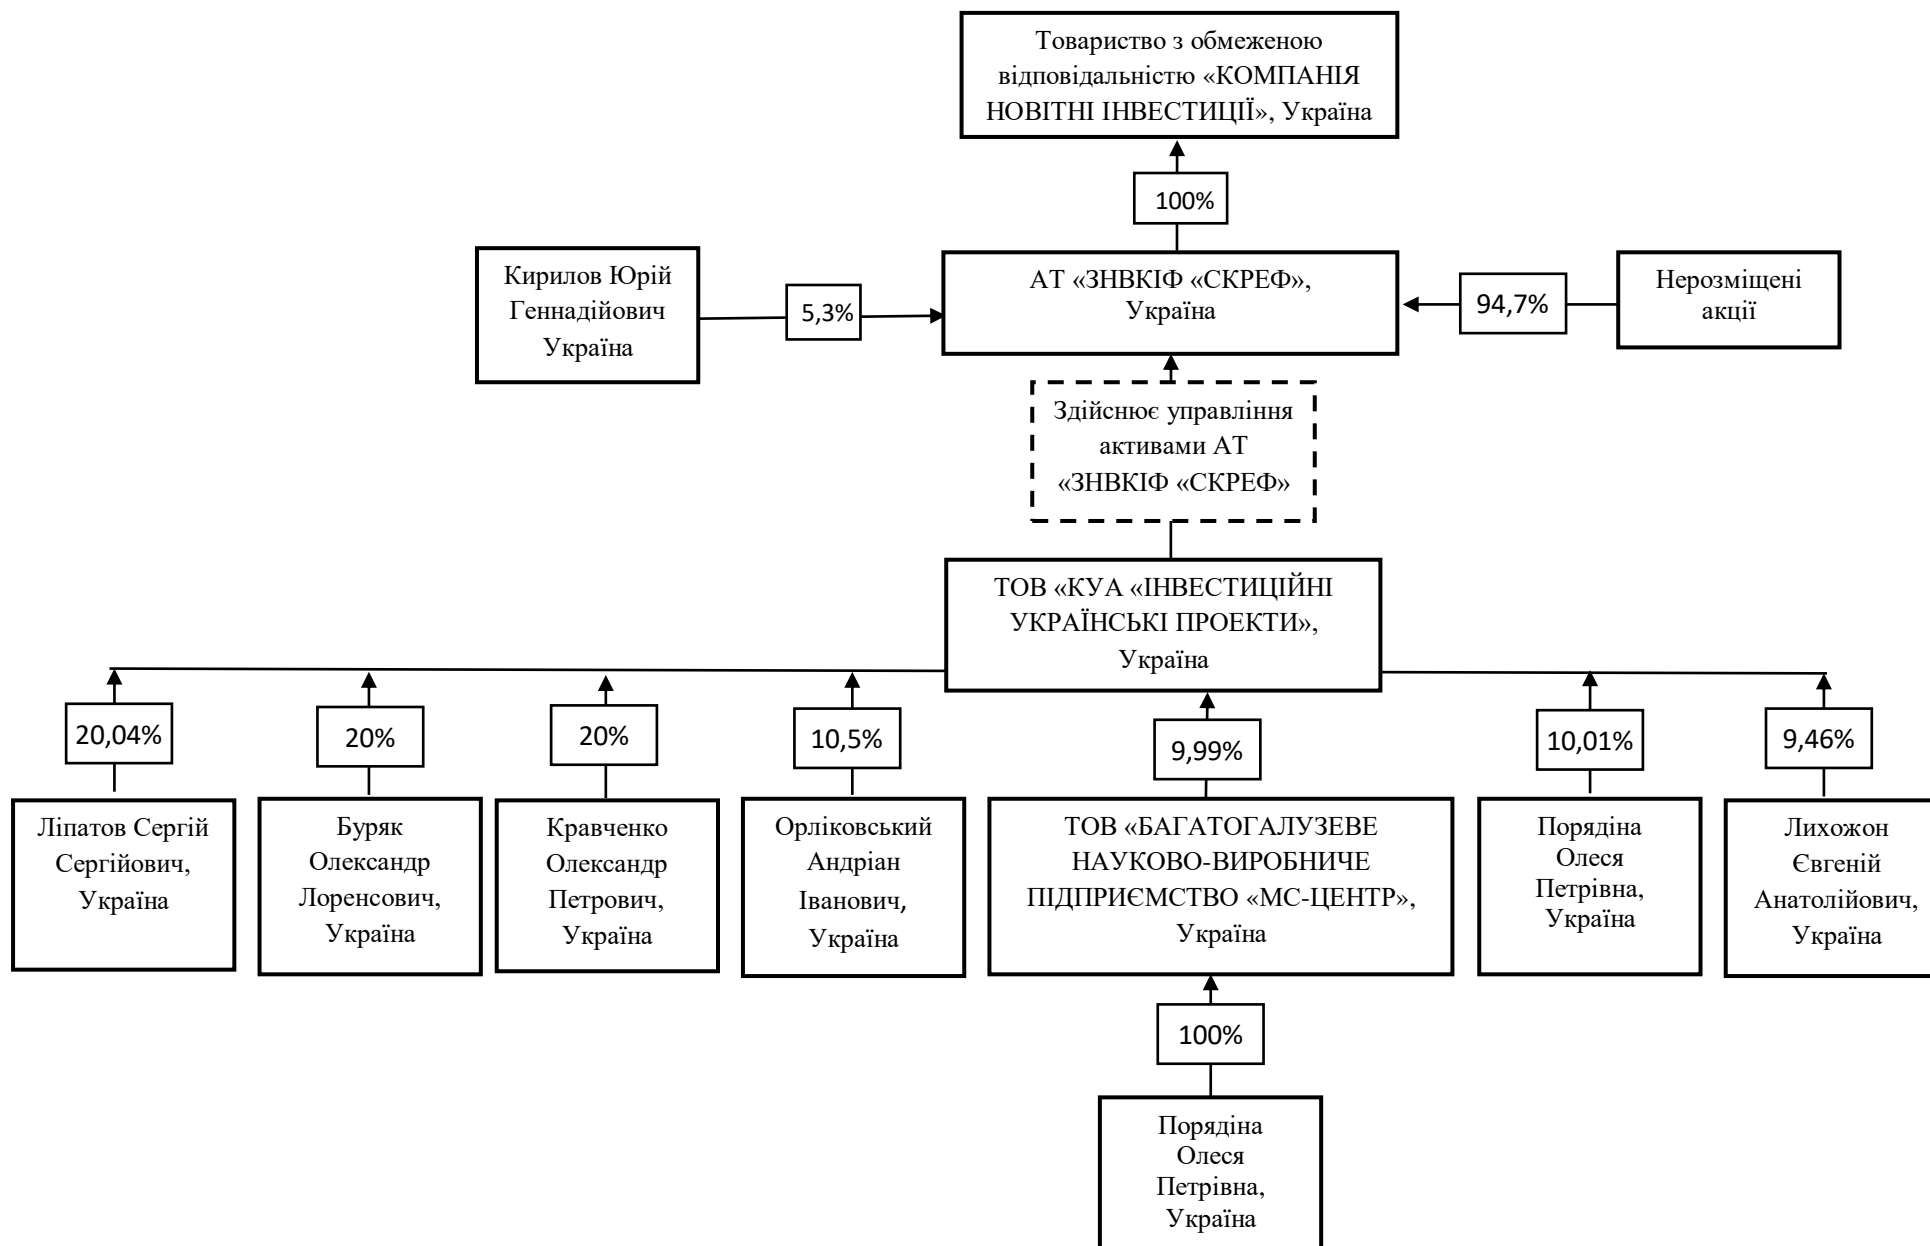 Товариство з обмеженою
відповідальністю «КОМПАНІЯ
НОВІТНІ ІНВЕСТИЦІЇ», Україна
100%
Кирилов Юрій
Геннадійович
Україна
5,3%
АТ «ЗНВКІФ «СКРЕФ»,
Україна
94,7%
Нерозміщені
акції
Здійснює управління
активами АТ
«ЗНВКІФ «СКРЕФ»
ТОВ «КУА «ІНВЕСТИЦІЙНІ
УКРАЇНСЬКІ ПРОЕКТИ»,
Україна
20,04%
20%
20%
10,5%
9,99%
10,01%
9,46%
Ліпатов Сергій
Сергійович,
Україна
Буряк
Олександр
Лоренсович,
Україна
Кравченко
Олександр
Петрович,
Україна
Орліковський
Андріан
Іванович,
Україна
ТОВ «БАГАТОГАЛУЗЕВЕ
НАУКОВО-ВИРОБНИЧЕ
ПІДПРИЄМСТВО «МС-ЦЕНТР»,
Україна
Порядіна
Олеся
Петрівна,
Україна
Лихожон
Євгеній
Анатолійович,
Україна
100%
Порядіна
Олеся
Петрівна,
Україна